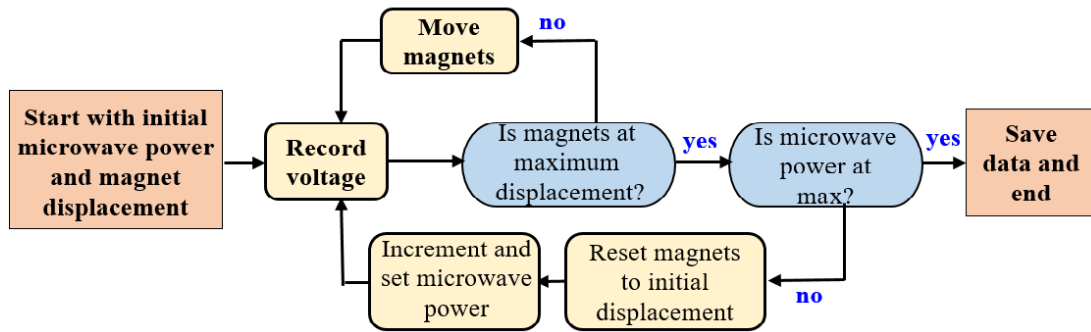 Move
magnets
no
Start with initial
microwave power
and magnet
displacement
Record
voltage
Is magnets at
maximum
displacement?
yes
Is microwave
power at
max?
yes
Save
data and
end
Increment and
set microwave
power
Reset magnets
to initial
displacement
no